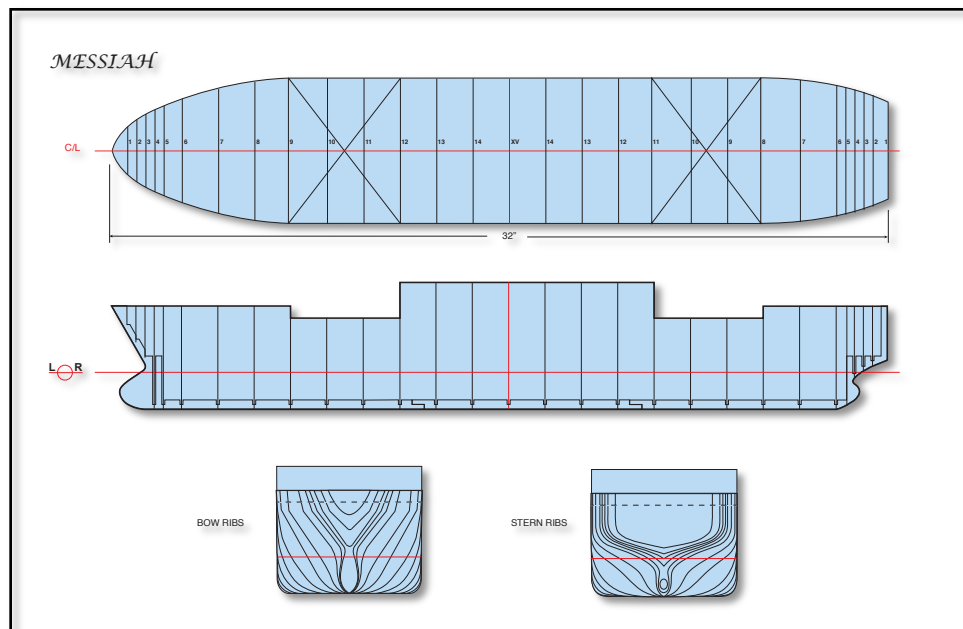 MESSIAH
C/L
1 2 3 4 5 6 7 8 9 10 11 12 13 14 XV 14 13 12 11 10 9 8 7 6 5 4 3 2 1
32"
L R
BOW RIBS
STERN RIBS